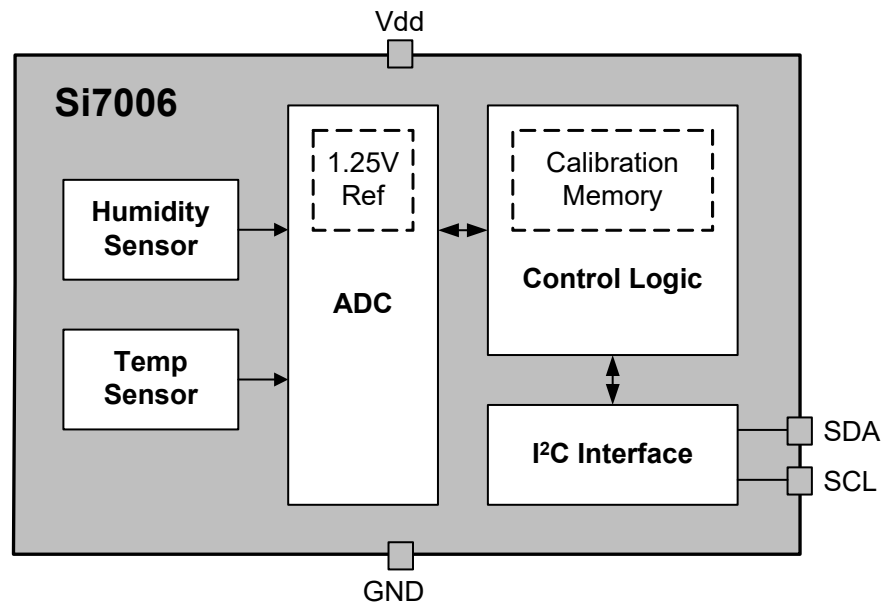 Vdd
Si7006
1.25V
Ref
Calibration
Memory
Humidity
Sensor
Control Logic
ADC
Temp
Sensor
I²C Interface
SDA
SCL
GND